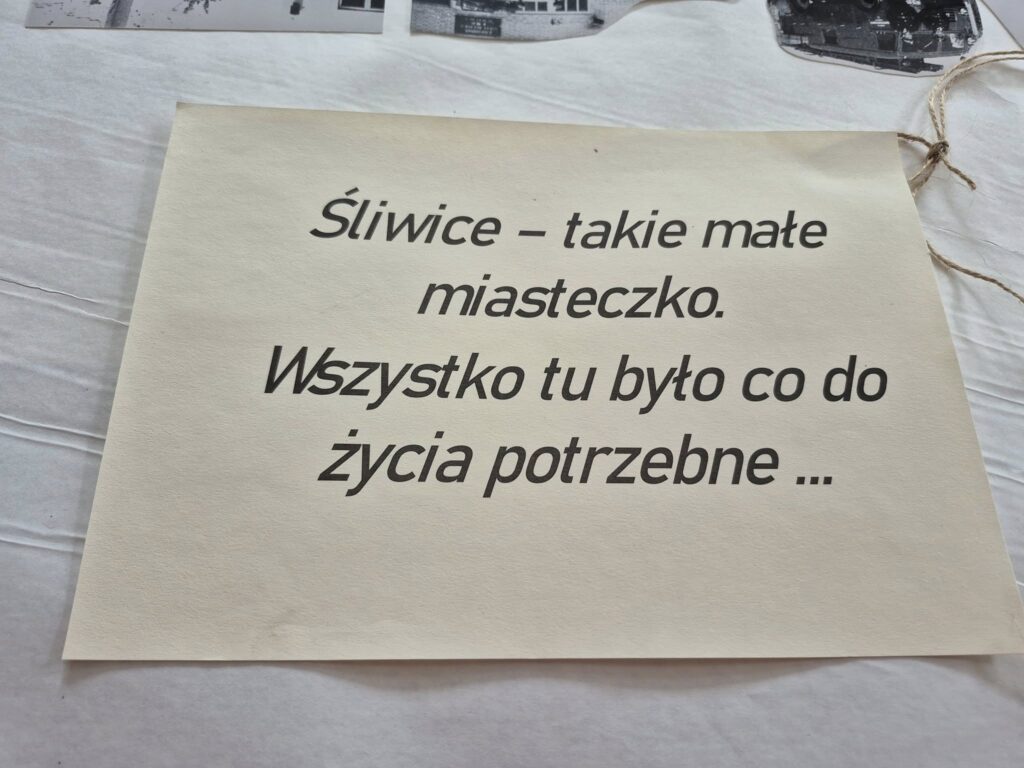 Śliwice – takie małe
miasteczko.
Wszystko tu było co do
życia potrzebne ...